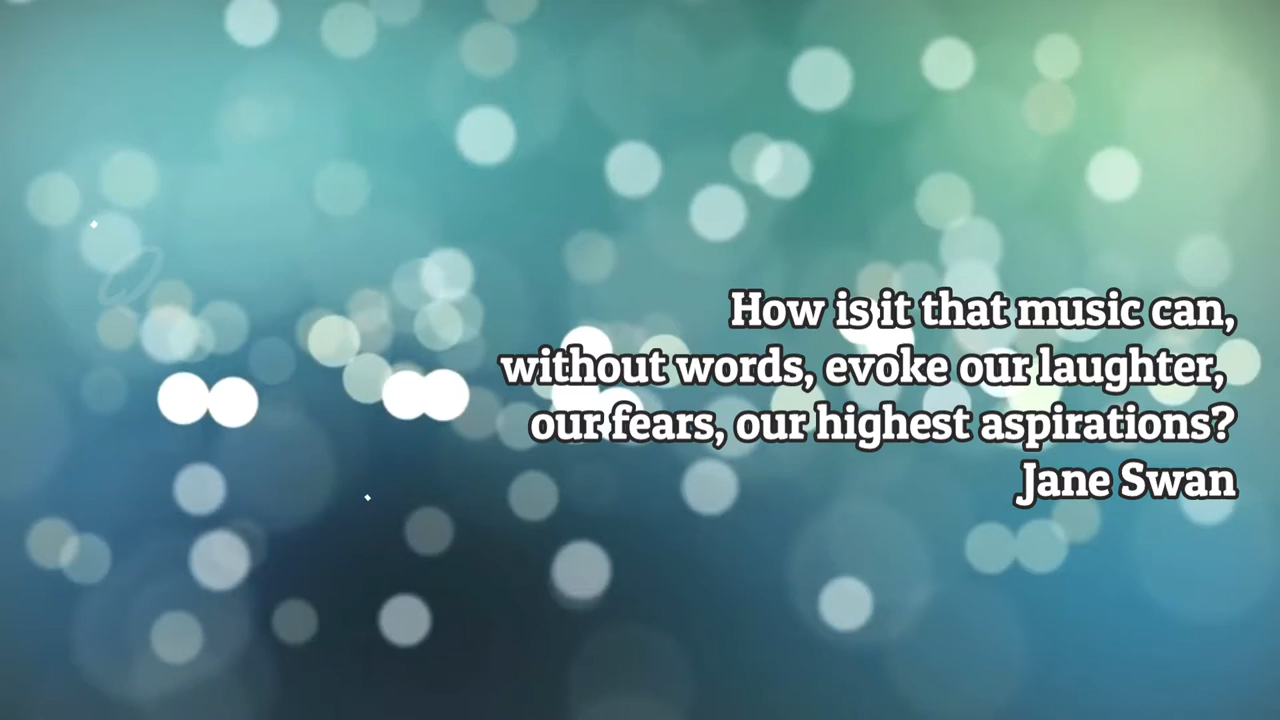 How is it that music can,
without words, evoke our laughter,
our fears, our highest aspirations?
Jane Swan